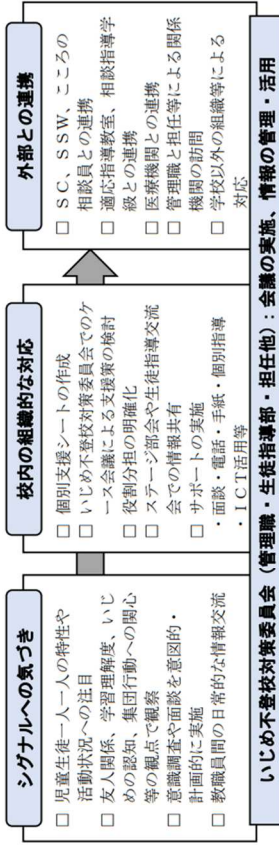 シグナルへの気づき
□ 児童生徒一人一人の特性や
活動状況への注目
□ 友人関係、学習理解度、いじ
めの認知、集団行動への関心
等の観点で観察
□ 意識調査や面談を意図的・
計画的に実施
□ 教職員間の日常的な情報交流
校内の組織的な対応
□ 個別支援シートの作成
□ いじめ不登校対策委員会でのケ
ース会議による支援策の検討
□ 役割分担の明確化
□ ステージ部会や生徒指導交流
会での情報共有
□ サポートの実施
・面談・電話・手紙・個別指導
・ICT活用等
外部との連携
□ SC、SSW、こころの
相談員との連携
□ 適応指導教室、相談指導学
級との連携
□ 医療機関との連携
□ 管理職と担任等による関係
機関の訪問
□ 学校以外の組織等による
対応
いじめ不登校対策委員会（管理職・生徒指導部・担任他）：会議の実施 情報の管理・活用